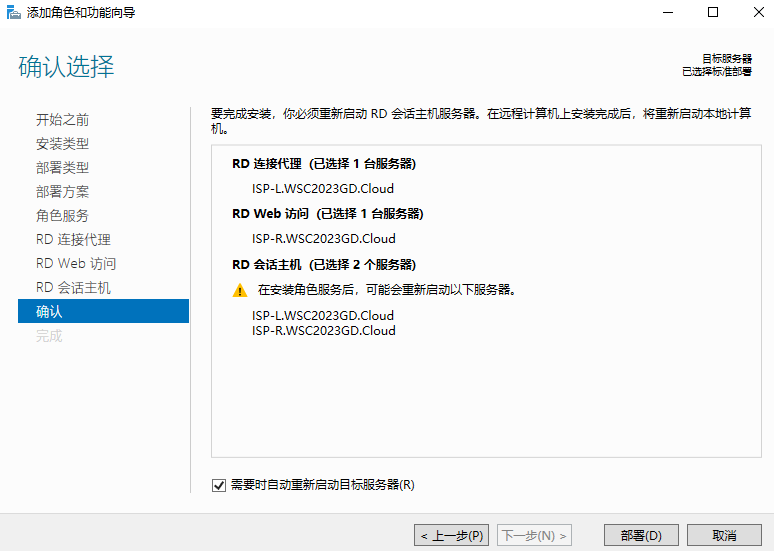 添加角色和功能向导
确认选择
目标服务器
已选择标准部署
开始之前
安装类型
部署类型
部署方案
角色服务
RD 连接代理
RD Web 访问
RD 会话主机
确认
完成
要完成安装，你必须重新启动 RD 会话主机服务器。在远程计算机上安装完成后，将重新启动本地计算
机。
RD 连接代理 (已选择 1 台服务器)
ISP-L.WSC2023GD.Cloud
RD Web 访问 (已选择 1 台服务器)
ISP-R.WSC2023GD.Cloud
RD 会话主机 (已选择 2 个服务器)
在安装角色服务后，可能会重新启动以下服务器。
ISP-L.WSC2023GD.Cloud
ISP-R.WSC2023GD.Cloud
需要时自动重新启动目标服务器(R)
< 上一步(P)
下一步(N) >
部署(D)
取消